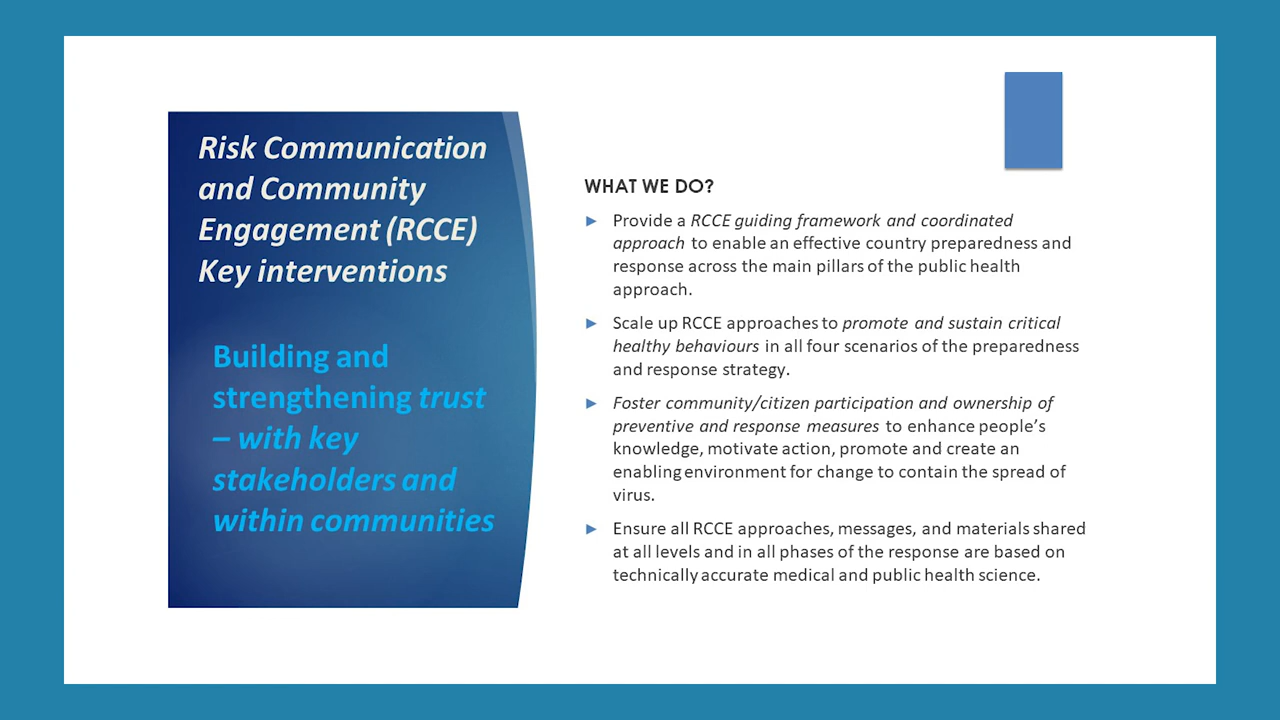 Risk Communication
and Community
Engagement (RCCE)
Key interventions
Building and
strengthening trust
– with key
stakeholders and
within communities
WHAT WE DO?
► Provide a RCCE guiding framework and coordinated
approach to enable an effective country preparedness and
response across the main pillars of the public health
approach.
► Scale up RCCE approaches to promote and sustain critical
healthy behaviours in all four scenarios of the preparedness
and response strategy.
► Foster community/citizen participation and ownership of
preventive and response measures to enhance people’s
knowledge, motivate action, promote and create an
enabling environment for change to contain the spread of
virus.
► Ensure all RCCE approaches, messages, and materials shared
at all levels and in all phases of the response are based on
technically accurate medical and public health science.